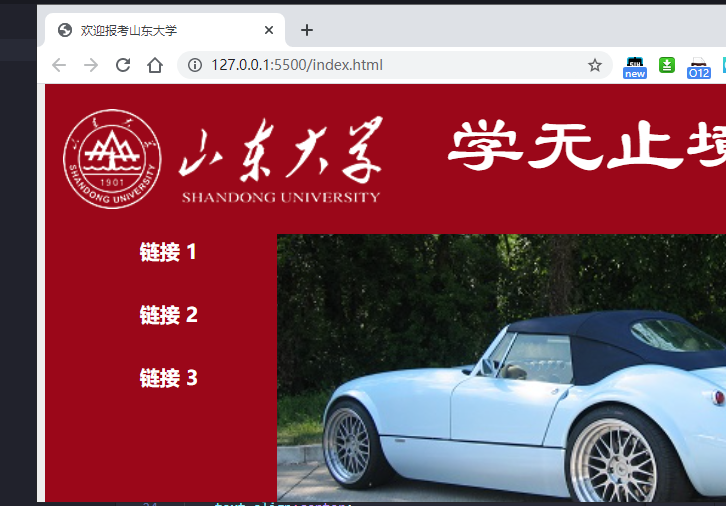 欢迎报考山东大学
127.0.0.1:5500/index.html
new
O12
山东大学
学无止境
SHANDONG UNIVERSITY
1901
SHANDONG UNIVERSITY
链接 1
链接 2
链接 3